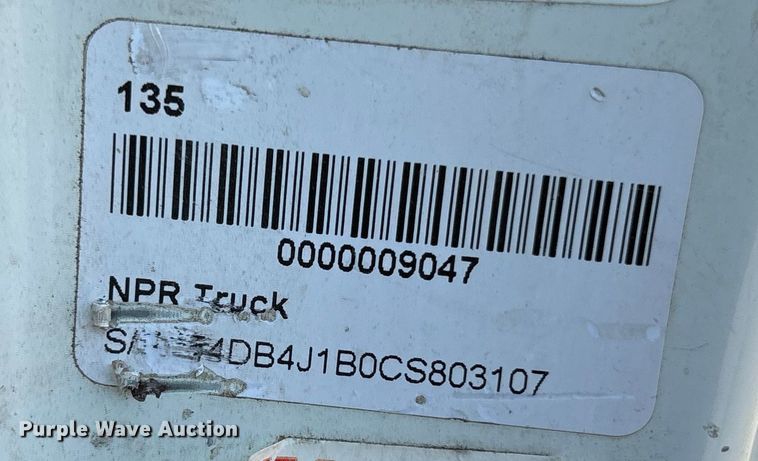 135
0000009047
NPR Truck
4DB4J1B0CS803107
Purple Wave Auction